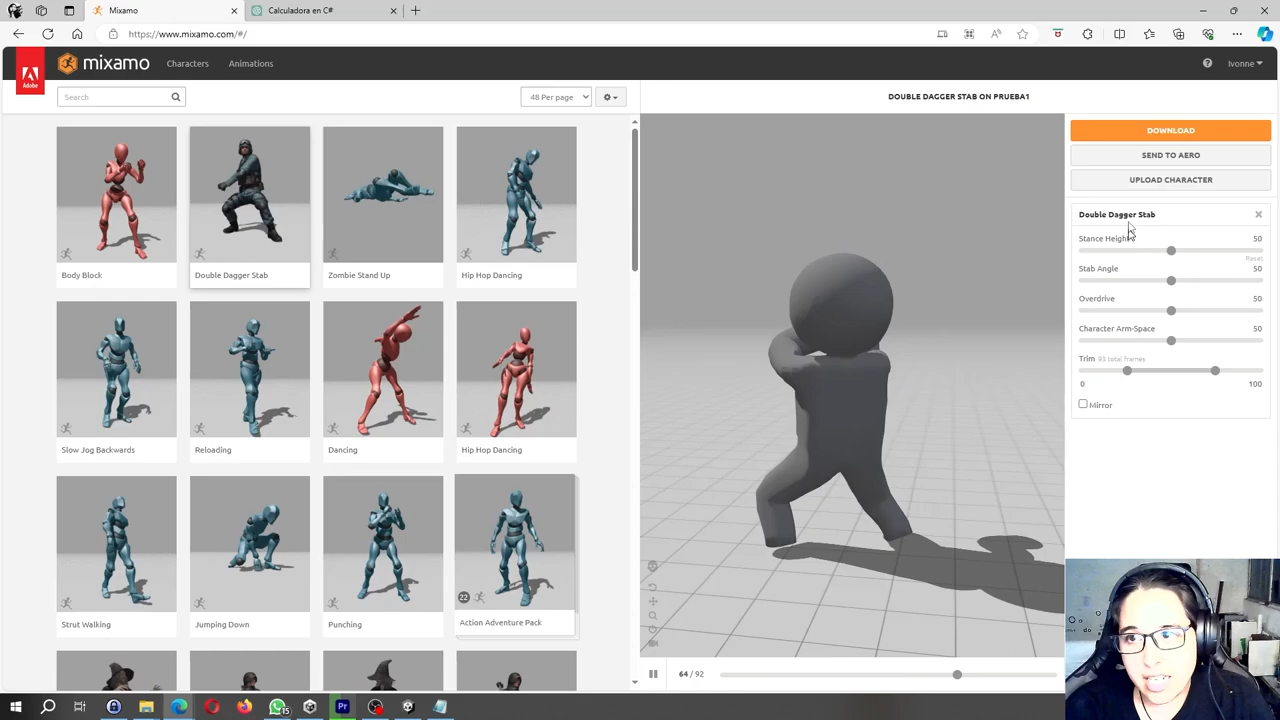 Mixamo
Calculadora en C#
https://www.mixamo.com/#/
Adobe
mixamo
Characters
Animations
Ivonne
Search
48 Per page
DOUBLE DAGGER STAB ON PRUEBA1
DOWNLOAD
SEND TO AERO
UPLOAD CHARACTER
Double Dagger Stab
Stance Height
50
Reset
Stab Angle
50
Overdrive
50
Character Arm-Space
50
Trim 93 total frames
0
100
Mirror
Body Block
Double Dagger Stab
Zombie Stand Up
Hip Hop Dancing
Slow Jog Backwards
Reloading
Dancing
Hip Hop Dancing
Strut Walking
Jumping Down
Punching
22
Action Adventure Pack
64 / 92
15
Pr